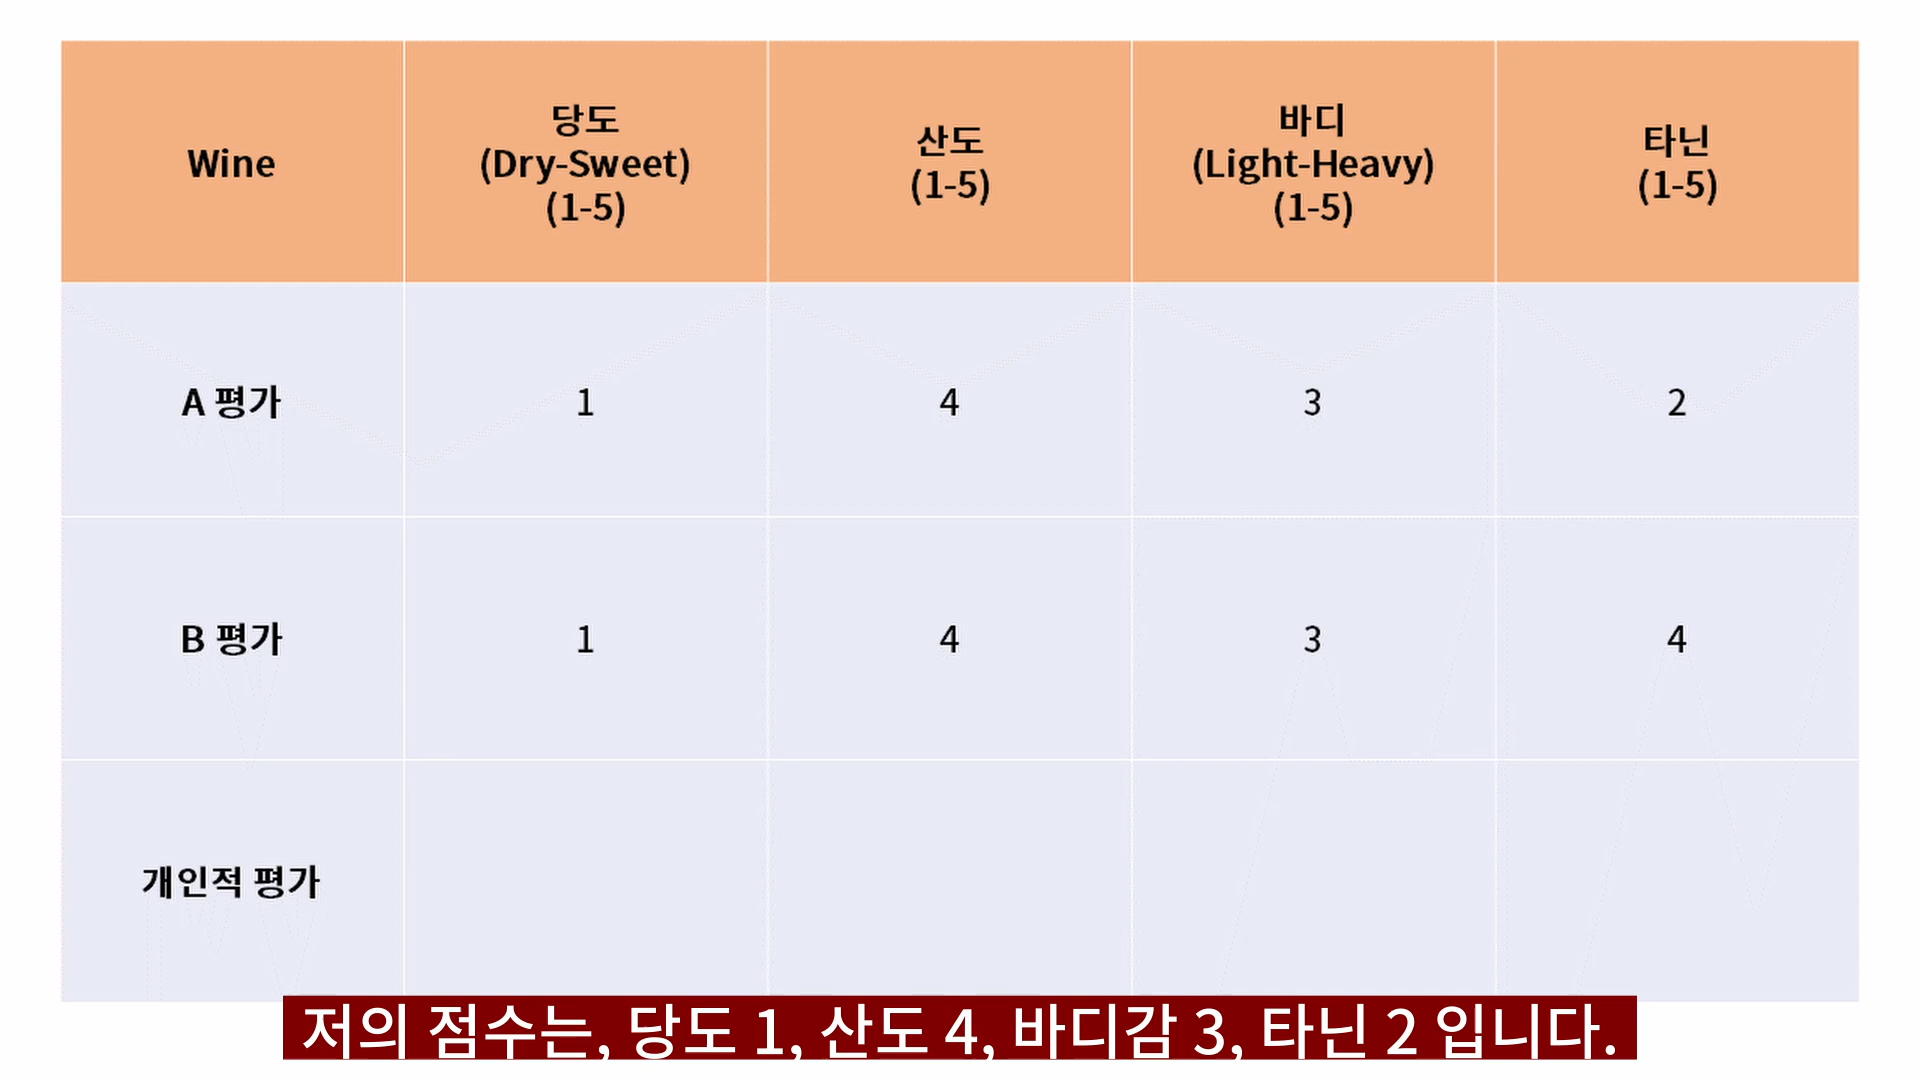 Wine
당도
(Dry-Sweet)
(1-5)
산도
(1-5)
바디
(Light-Heavy)
(1-5)
타닌
(1-5)
A 평가
1
4
3
2
B 평가
1
4
3
4
개인적 평가
저의 점수는, 당도 1, 산도 4, 바디감 3, 타닌 2 입니다.